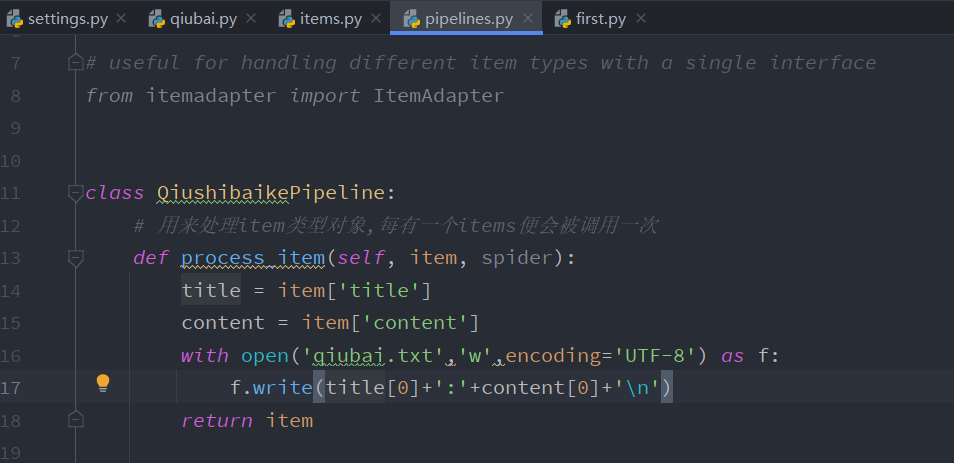 settings.py qiubai.py items.py pipelines.py first.py
7 # useful for handling different item types with a single interface
8 from itemadapter import ItemAdapter
9
10
11 class QiushibaikePipeline:
12 # 用来处理item类型对象,每有一个items便会被调用一次
13 def process_item(self, item, spider):
14 title = item['title']
15 content = item['content']
16 with open('qiubai.txt','w',encoding='UTF-8') as f:
17 f.write(title[0]+':'+content[0]+'\n')
18 return item
19